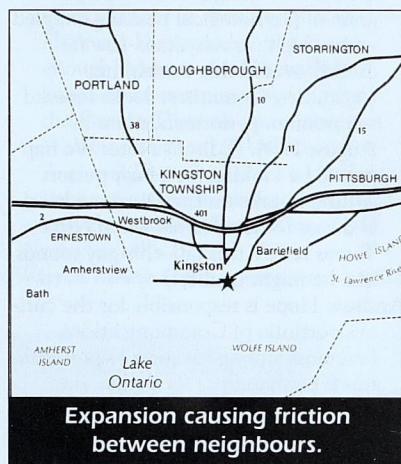 STORRINGTON
LOUGHBOROUGH
PORTLAND
10
38
11
15
KINGSTON
TOWNSHIP
PITTSBURGH
401
2
Westbrook
ERNESTOWN
Barriefield
HOWE ISLAND
Kingston
Amherstview
St. Lawrence River
Bath
AMHERST
ISLAND
WOLFE ISLAND
Lake
Ontario
Expansion causing friction
between neighbours.